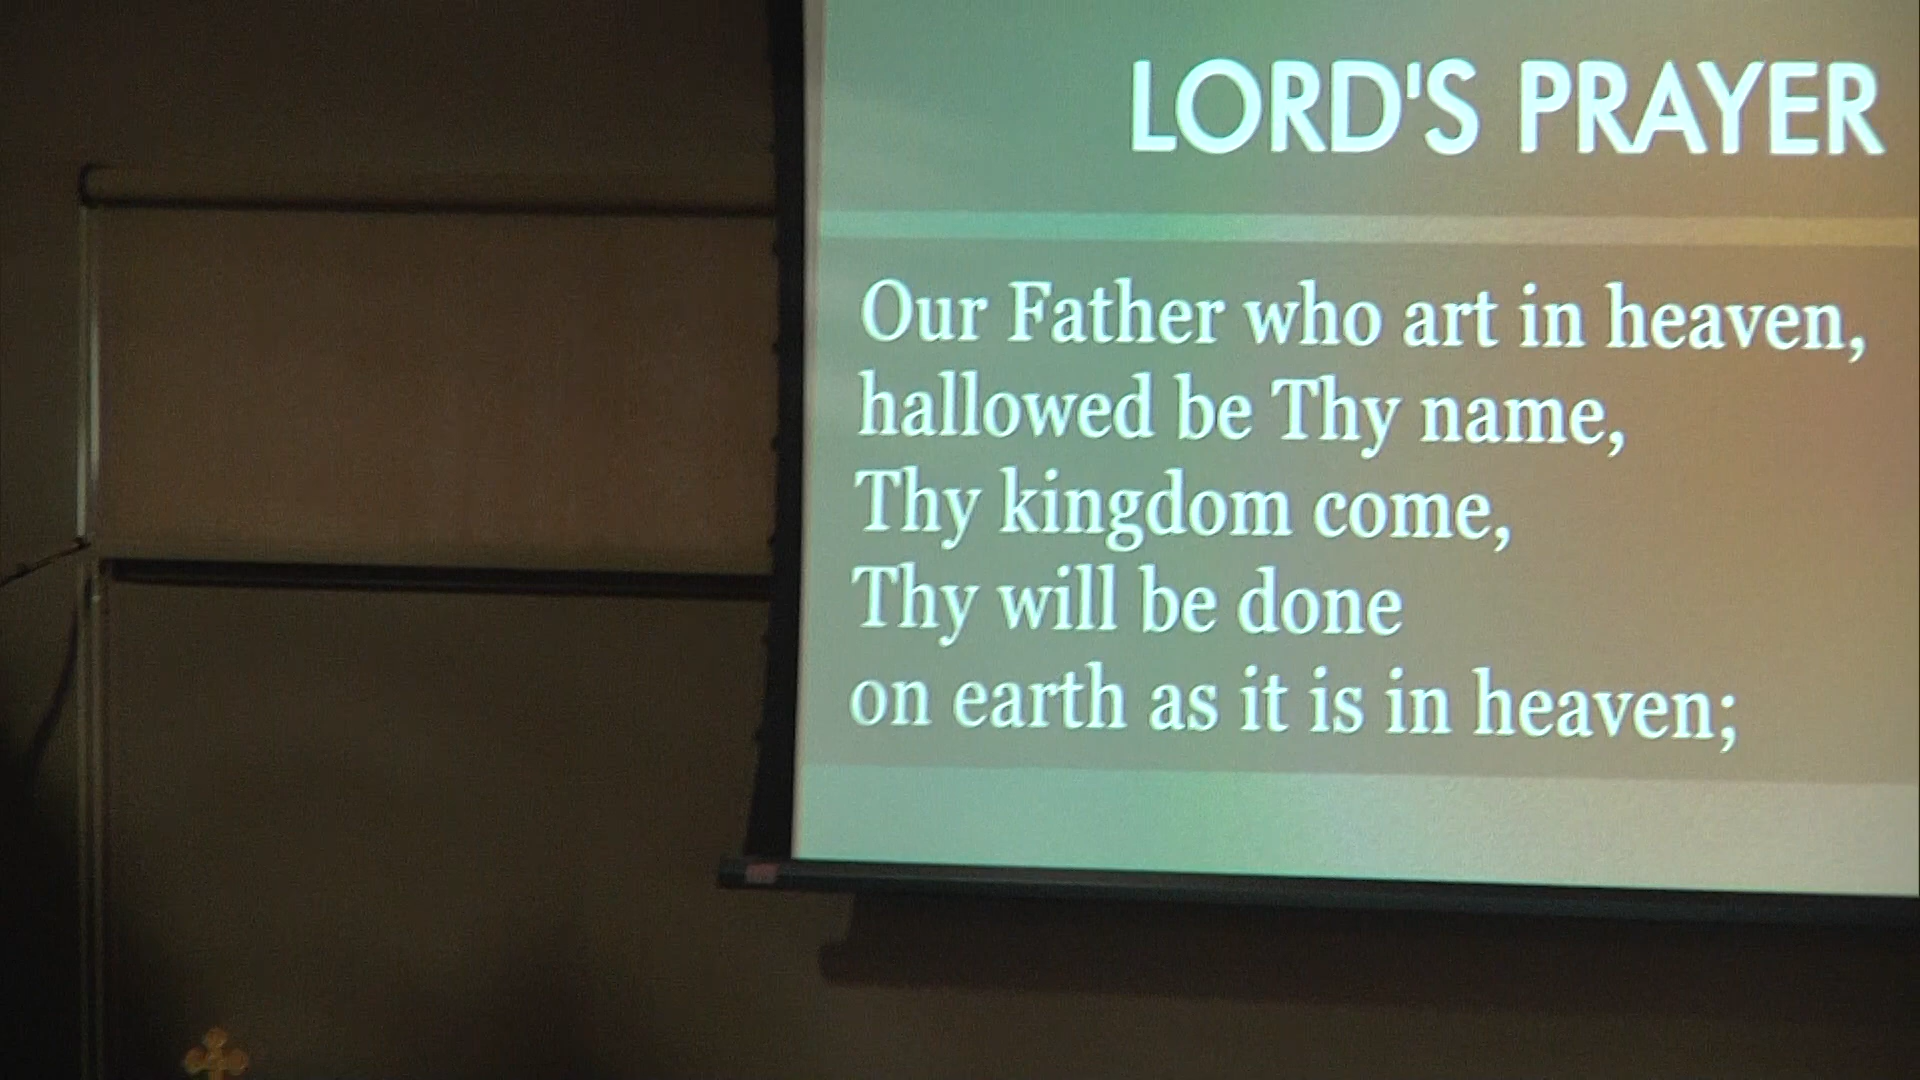 LORD'S PRAYER
Our Father who art in heaven,
hallowed be Thy name,
Thy kingdom come,
Thy will be done
on earth as it is in heaven;